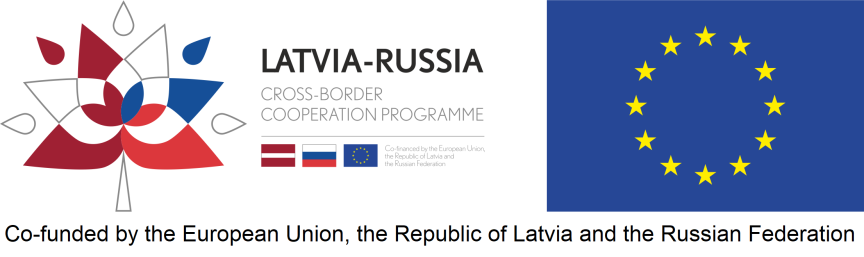 LATVIA-RUSSIA
CROSS-BORDER
COOPERATION PROGRAMME
Co-financed by the European Union,
the Republic of Latvia and
the Russian Federation
Co-funded by the European Union, the Republic of Latvia and the Russian Federation